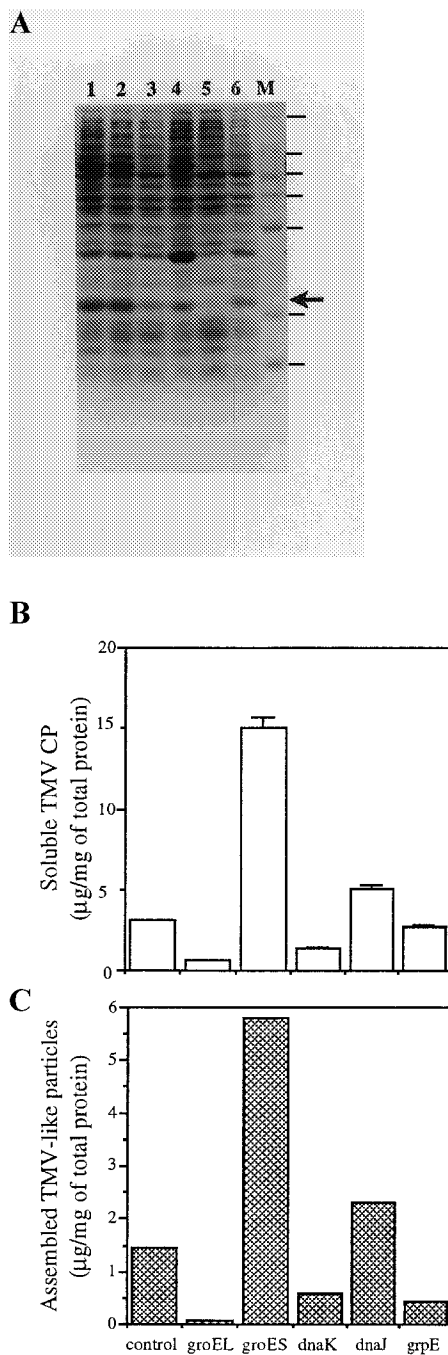 A
1 2 3 4 5 6 M
B
20
15
10
5
0
Soluble TMV CP
(µg/mg of total protein)
C
6
5
4
3
2
1
0
Assembled TMV-like particles
(µg/mg of total protein)
control groEL groES dnaK dnaJ grpE